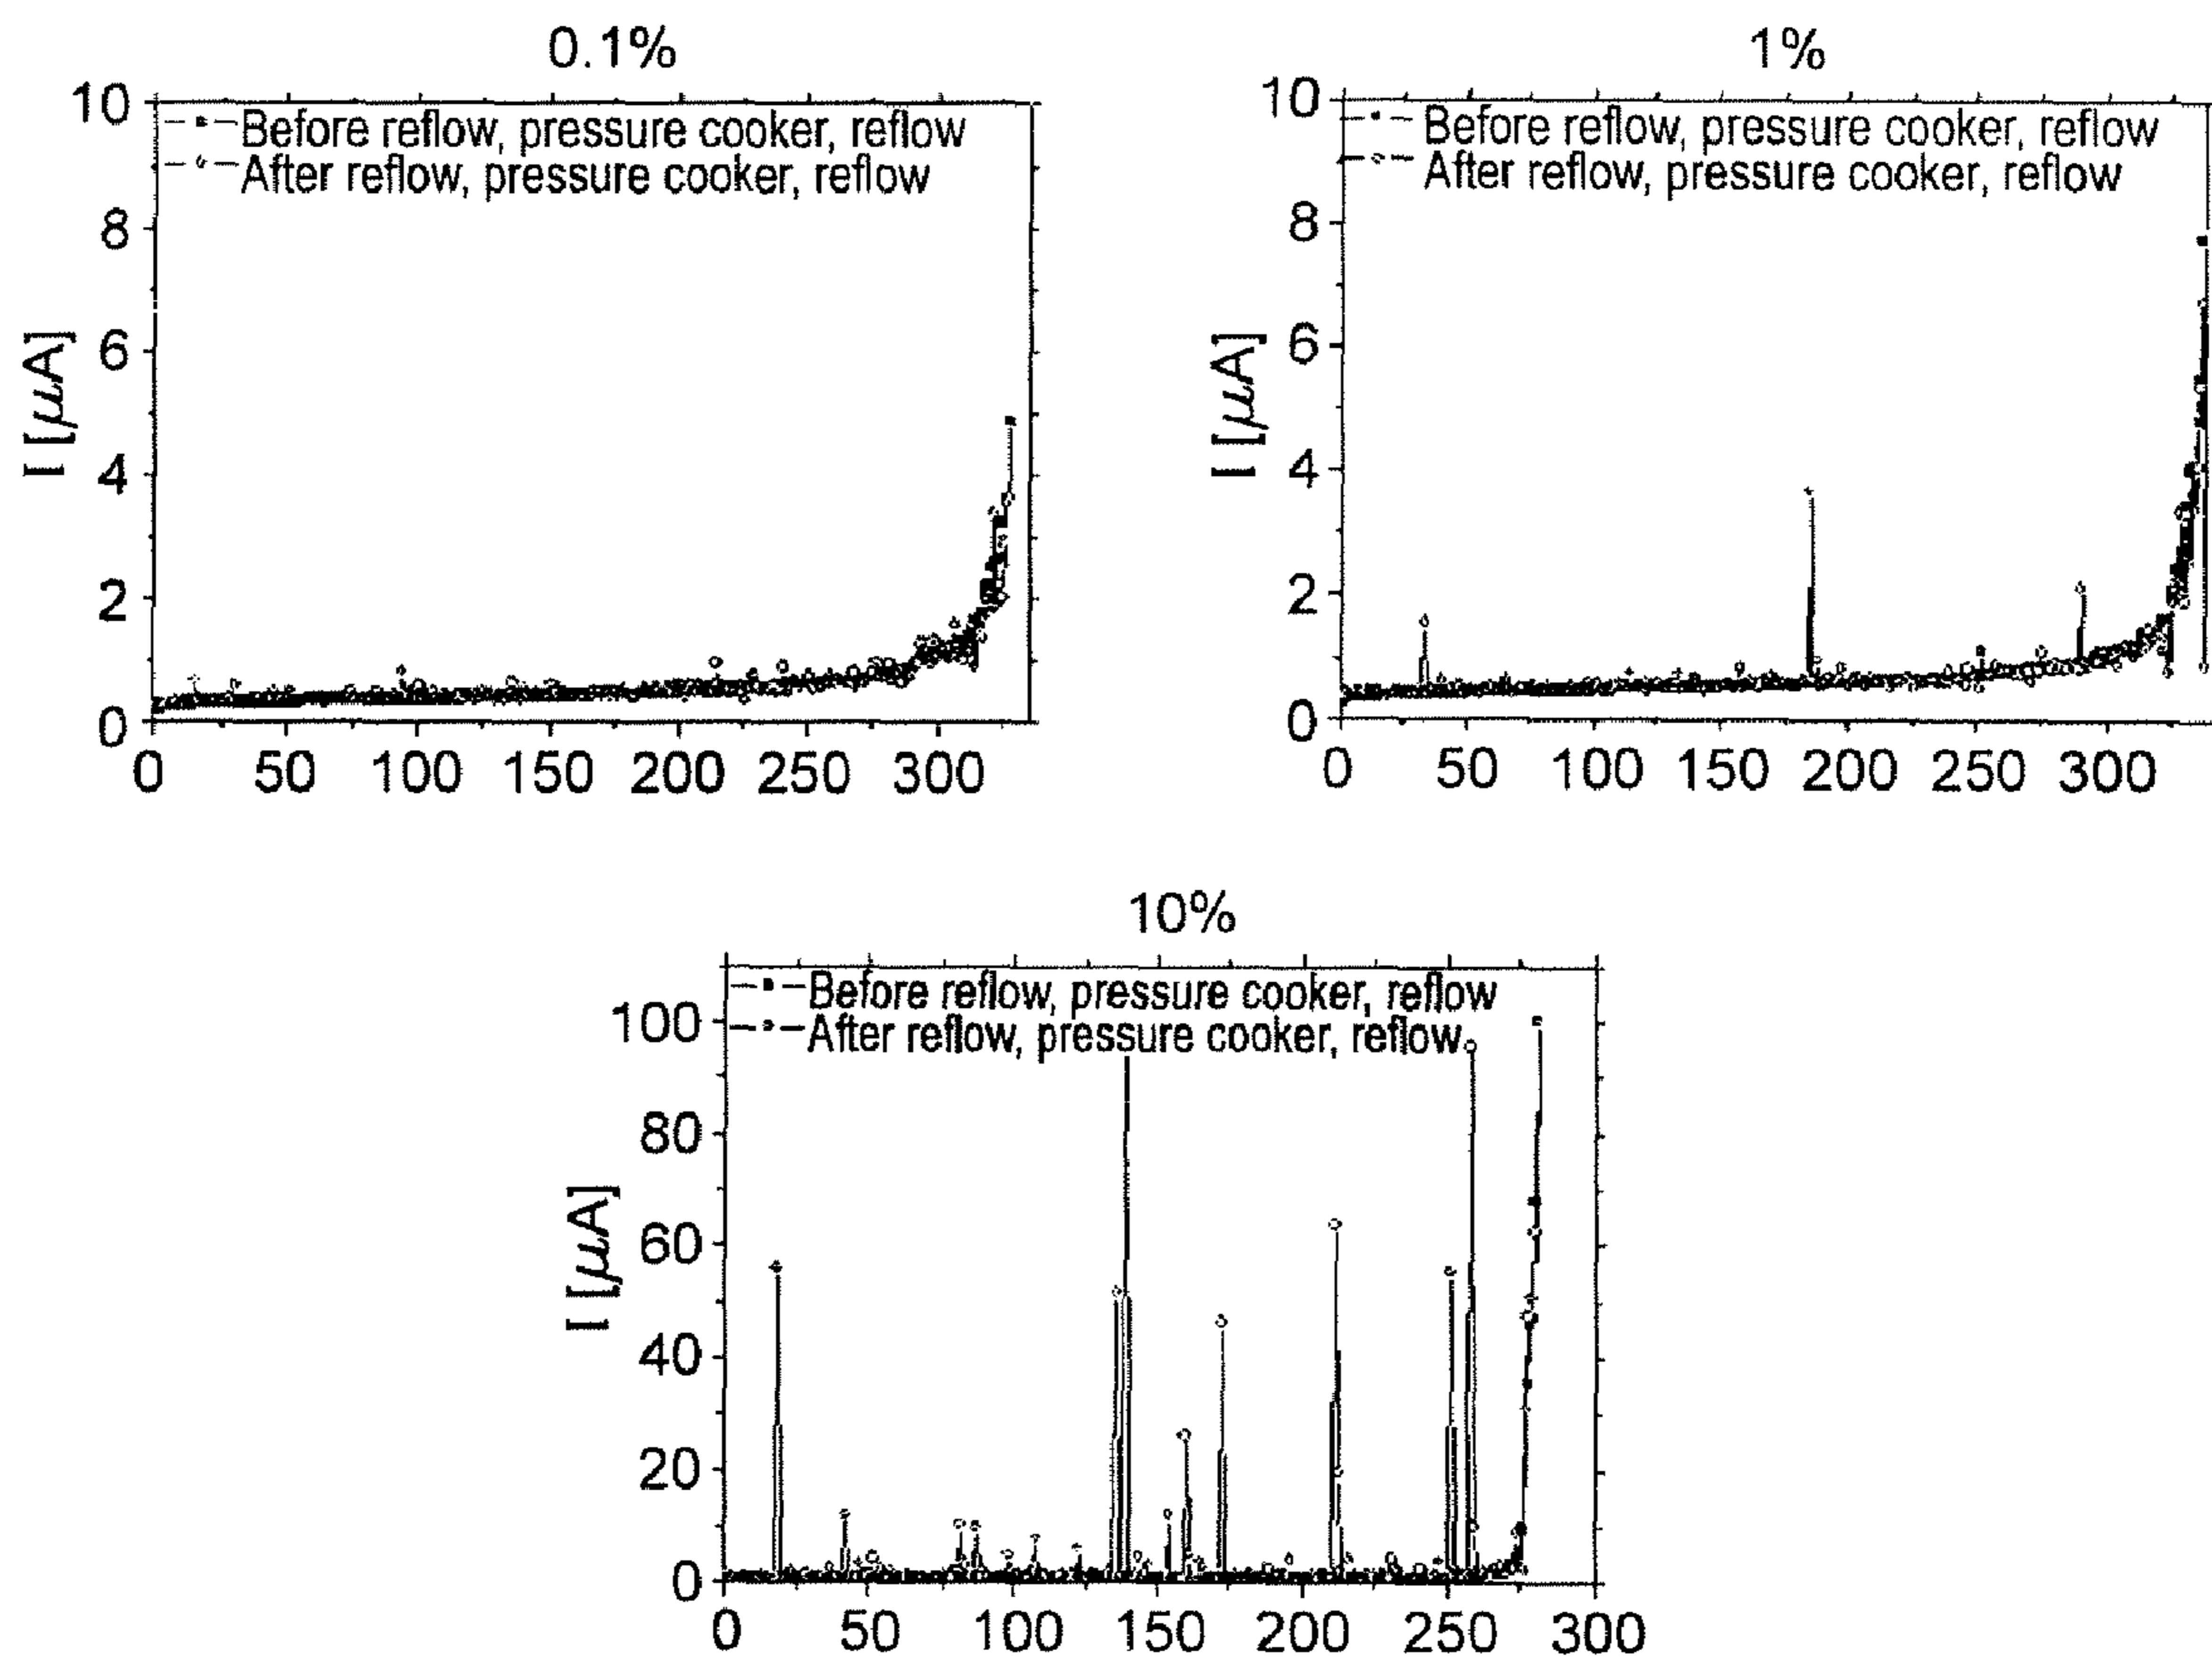 0.1%
10
Before reflow, pressure cooker, reflow
After reflow, pressure cooker, reflow
8
6
I [μA]
4
2
0
0 50 100 150 200 250 300
1%
10
Before reflow, pressure cooker, reflow
After reflow, pressure cooker, reflow
8
6
I [μA]
4
2
0
0 50 100 150 200 250 300
10%
Before reflow, pressure cooker, reflow
100
After reflow, pressure cooker, reflow
80
60
I [μA]
40
20
0
0 50 100 150 200 250 300